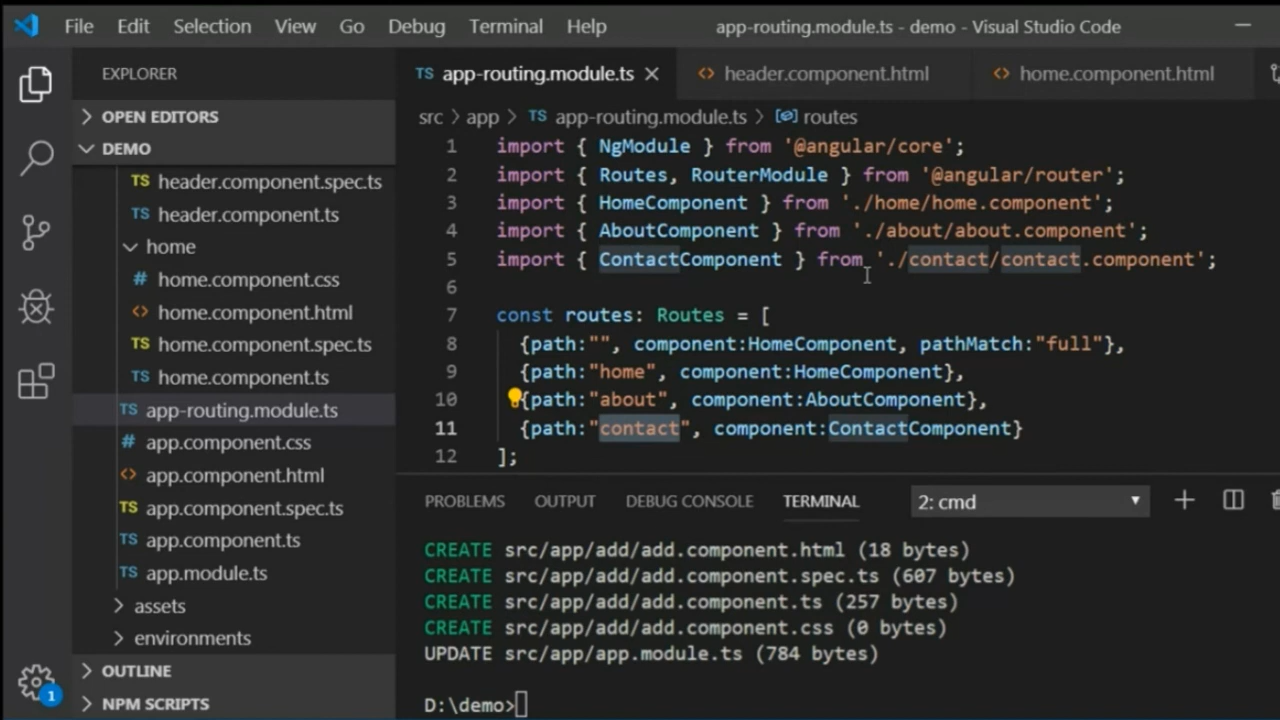 File Edit Selection View Go Debug Terminal Help app-routing.module.ts - demo - Visual Studio Code
EXPLORER
OPEN EDITORS
DEMO
header.component.spec.ts
header.component.ts
home
home.component.css
home.component.html
home.component.spec.ts
home.component.ts
app-routing.module.ts
app.component.css
app.component.html
app.component.spec.ts
app.component.ts
app.module.ts
assets
environments
OUTLINE
NPM SCRIPTS
1
TS app-routing.module.ts header.component.html home.component.html
src > app > TS app-routing.module.ts > routes
1 import { NgModule } from '@angular/core';
2 import { Routes, RouterModule } from '@angular/router';
3 import { HomeComponent } from './home/home.component';
4 import { AboutComponent } from './about/about.component';
5 import { ContactComponent } from './contact/contact.component';
6
7 const routes: Routes = [
8 {path:"", component:HomeComponent, pathMatch:"full"},
9 {path:"home", component:HomeComponent},
10 {path:"about", component:AboutComponent},
11 {path:"contact", component:ContactComponent}
12 ];
PROBLEMS OUTPUT DEBUG CONSOLE TERMINAL 2: cmd
CREATE src/app/add/add.component.html (18 bytes)
CREATE src/app/add/add.component.spec.ts (607 bytes)
CREATE src/app/add/add.component.ts (257 bytes)
CREATE src/app/add/add.component.css (0 bytes)
UPDATE src/app/app.module.ts (784 bytes)
D:\demo>